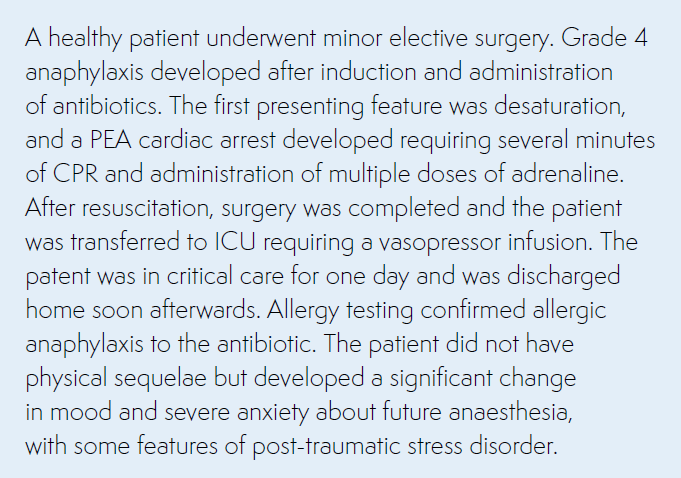 A healthy patient underwent minor elective surgery. Grade 4
anaphylaxis developed after induction and administration
of antibiotics. The first presenting feature was desaturation,
and a PEA cardiac arrest developed requiring several minutes
of CPR and administration of multiple doses of adrenaline.
After resuscitation, surgery was completed and the patient
was transferred to ICU requiring a vasopressor infusion. The
patent was in critical care for one day and was discharged
home soon afterwards. Allergy testing confirmed allergic
anaphylaxis to the antibiotic. The patient did not have
physical sequelae but developed a significant change
in mood and severe anxiety about future anaesthesia,
with some features of post-traumatic stress disorder.